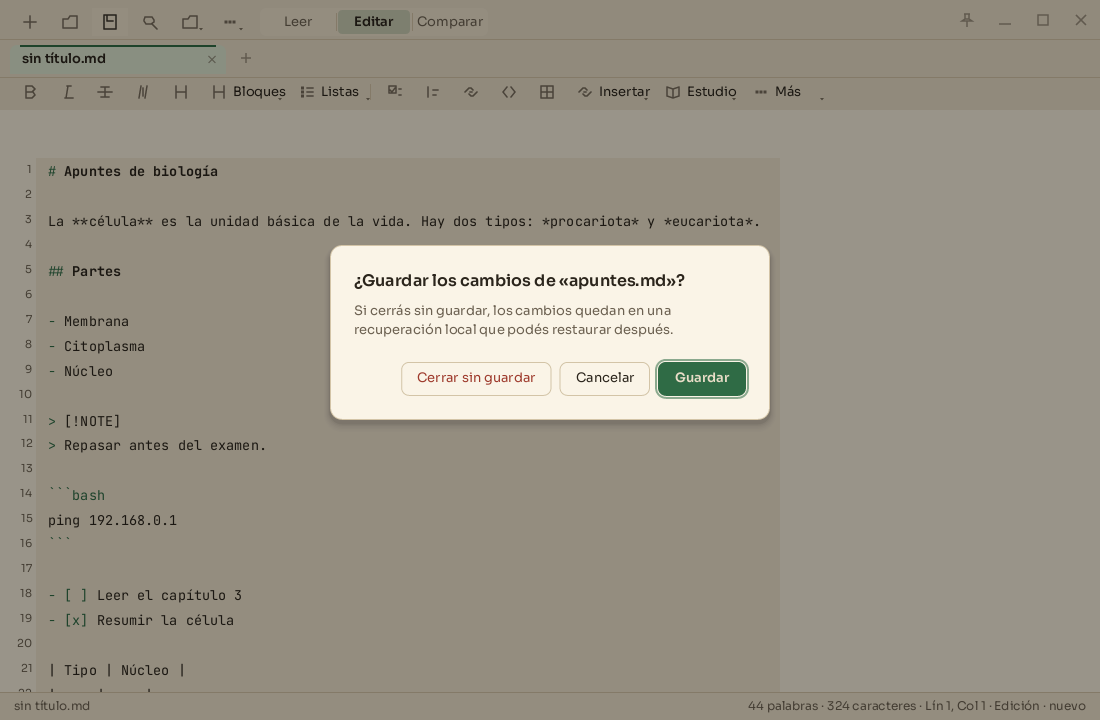 Leer Editar Comparar
sin título.md
Bloques Listas Insertar Estudio Más
1 # Apuntes de biología
2
3 La **célula** es la unidad básica de la vida. Hay dos tipos: *procariota* y *eucariota*.
4
5 ## Partes
6
7 - Membrana
8 - Citoplasma
9 - Núcleo
10
11 > [!NOTE]
12 > Repasar antes del examen.
13
14 ```bash
15 ping 192.168.0.1
16 ```
17
18 - [ ] Leer el capítulo 3
19 - [x] Resumir la célula
20
21 | Tipo | Núcleo |
¿Guardar los cambios de «apuntes.md»?
Si cerrás sin guardar, los cambios quedan en una
recuperación local que podés restaurar después.
Cerrar sin guardar Cancelar Guardar
sin título.md 44 palabras · 324 caracteres · Lín 1, Col 1 · Edición · nuevo